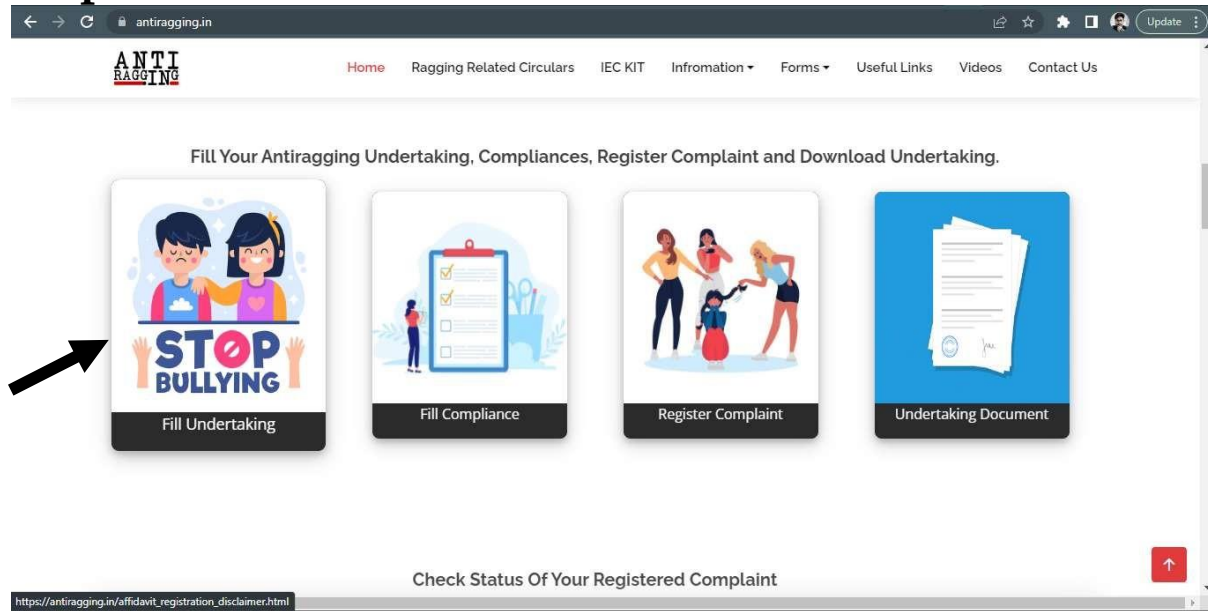 antiragging.in
Update
ANTI
RAGGING
Home Ragging Related Circulars IEC KIT Infromation Forms Useful Links Videos Contact Us
Fill Your Antiragging Undertaking, Compliances, Register Complaint and Download Undertaking.
STOP
BULLYING
Fill Undertaking
Fill Compliance
Register Complaint
Undertaking Document
Check Status Of Your Registered Complaint
https://antiragging.in/affidavit_registration_disclaimer.html